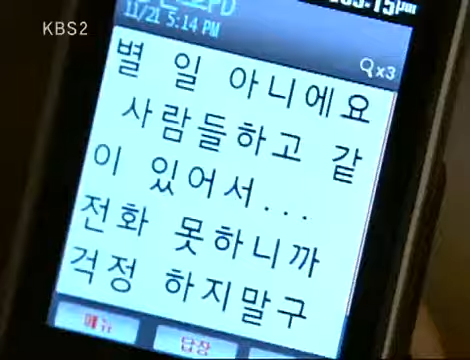 KBS2
11/21 5:14 PM
x3
별 일 아니에요
사람들하고 같
이 있어서...
전화 못하니까
걱정 하지말구
메뉴
답장